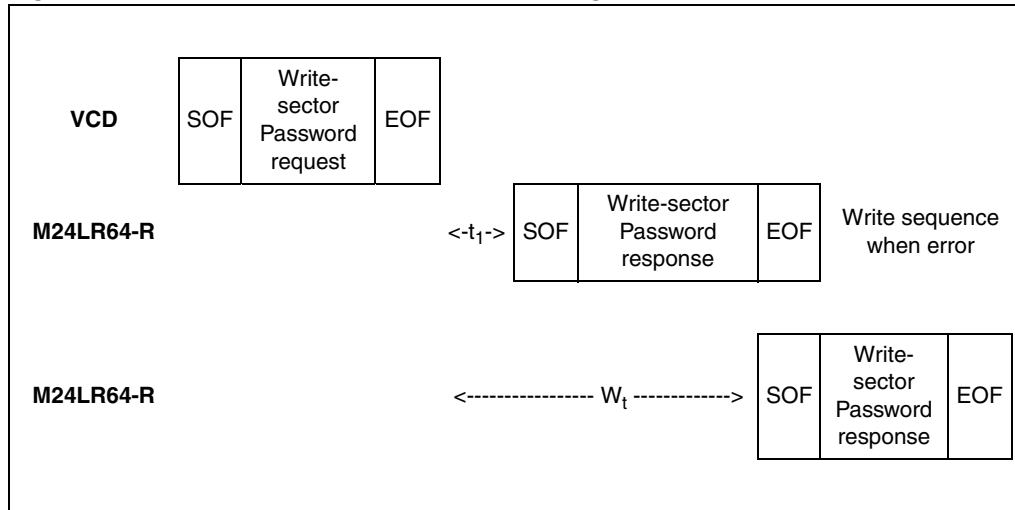 VCD
SOF
Write-
sector
Password
request
EOF
M24LR64-R
<-t1->
SOF
Write-sector
Password
response
EOF
Write sequence
when error
M24LR64-R
<----------------- Wt ------------->
SOF
Write-
sector
Password
response
EOF